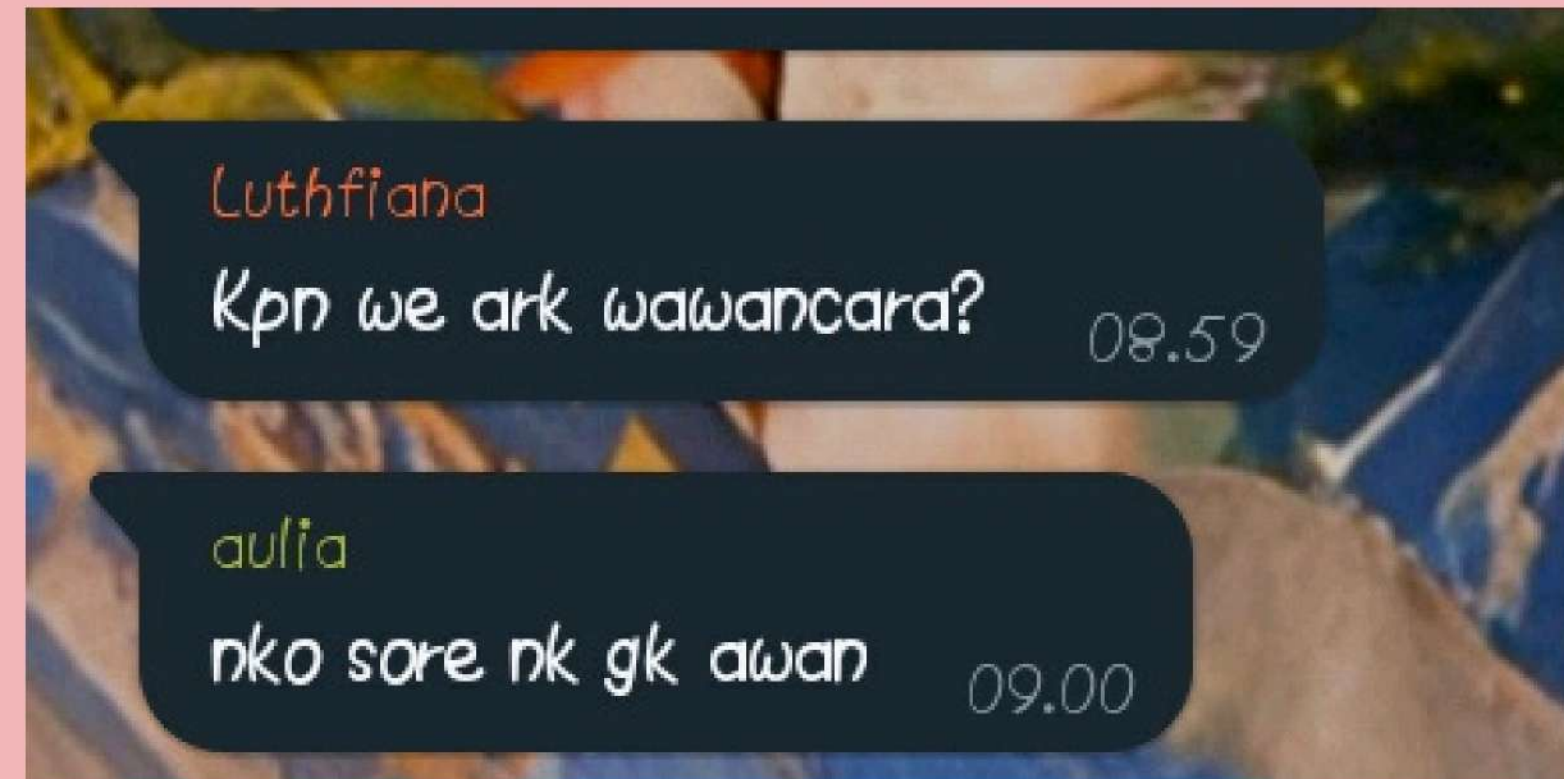 Luthfiana
Kpn we ark wawancara?
08.59
aulia
nko sore nk gk awan
09.00